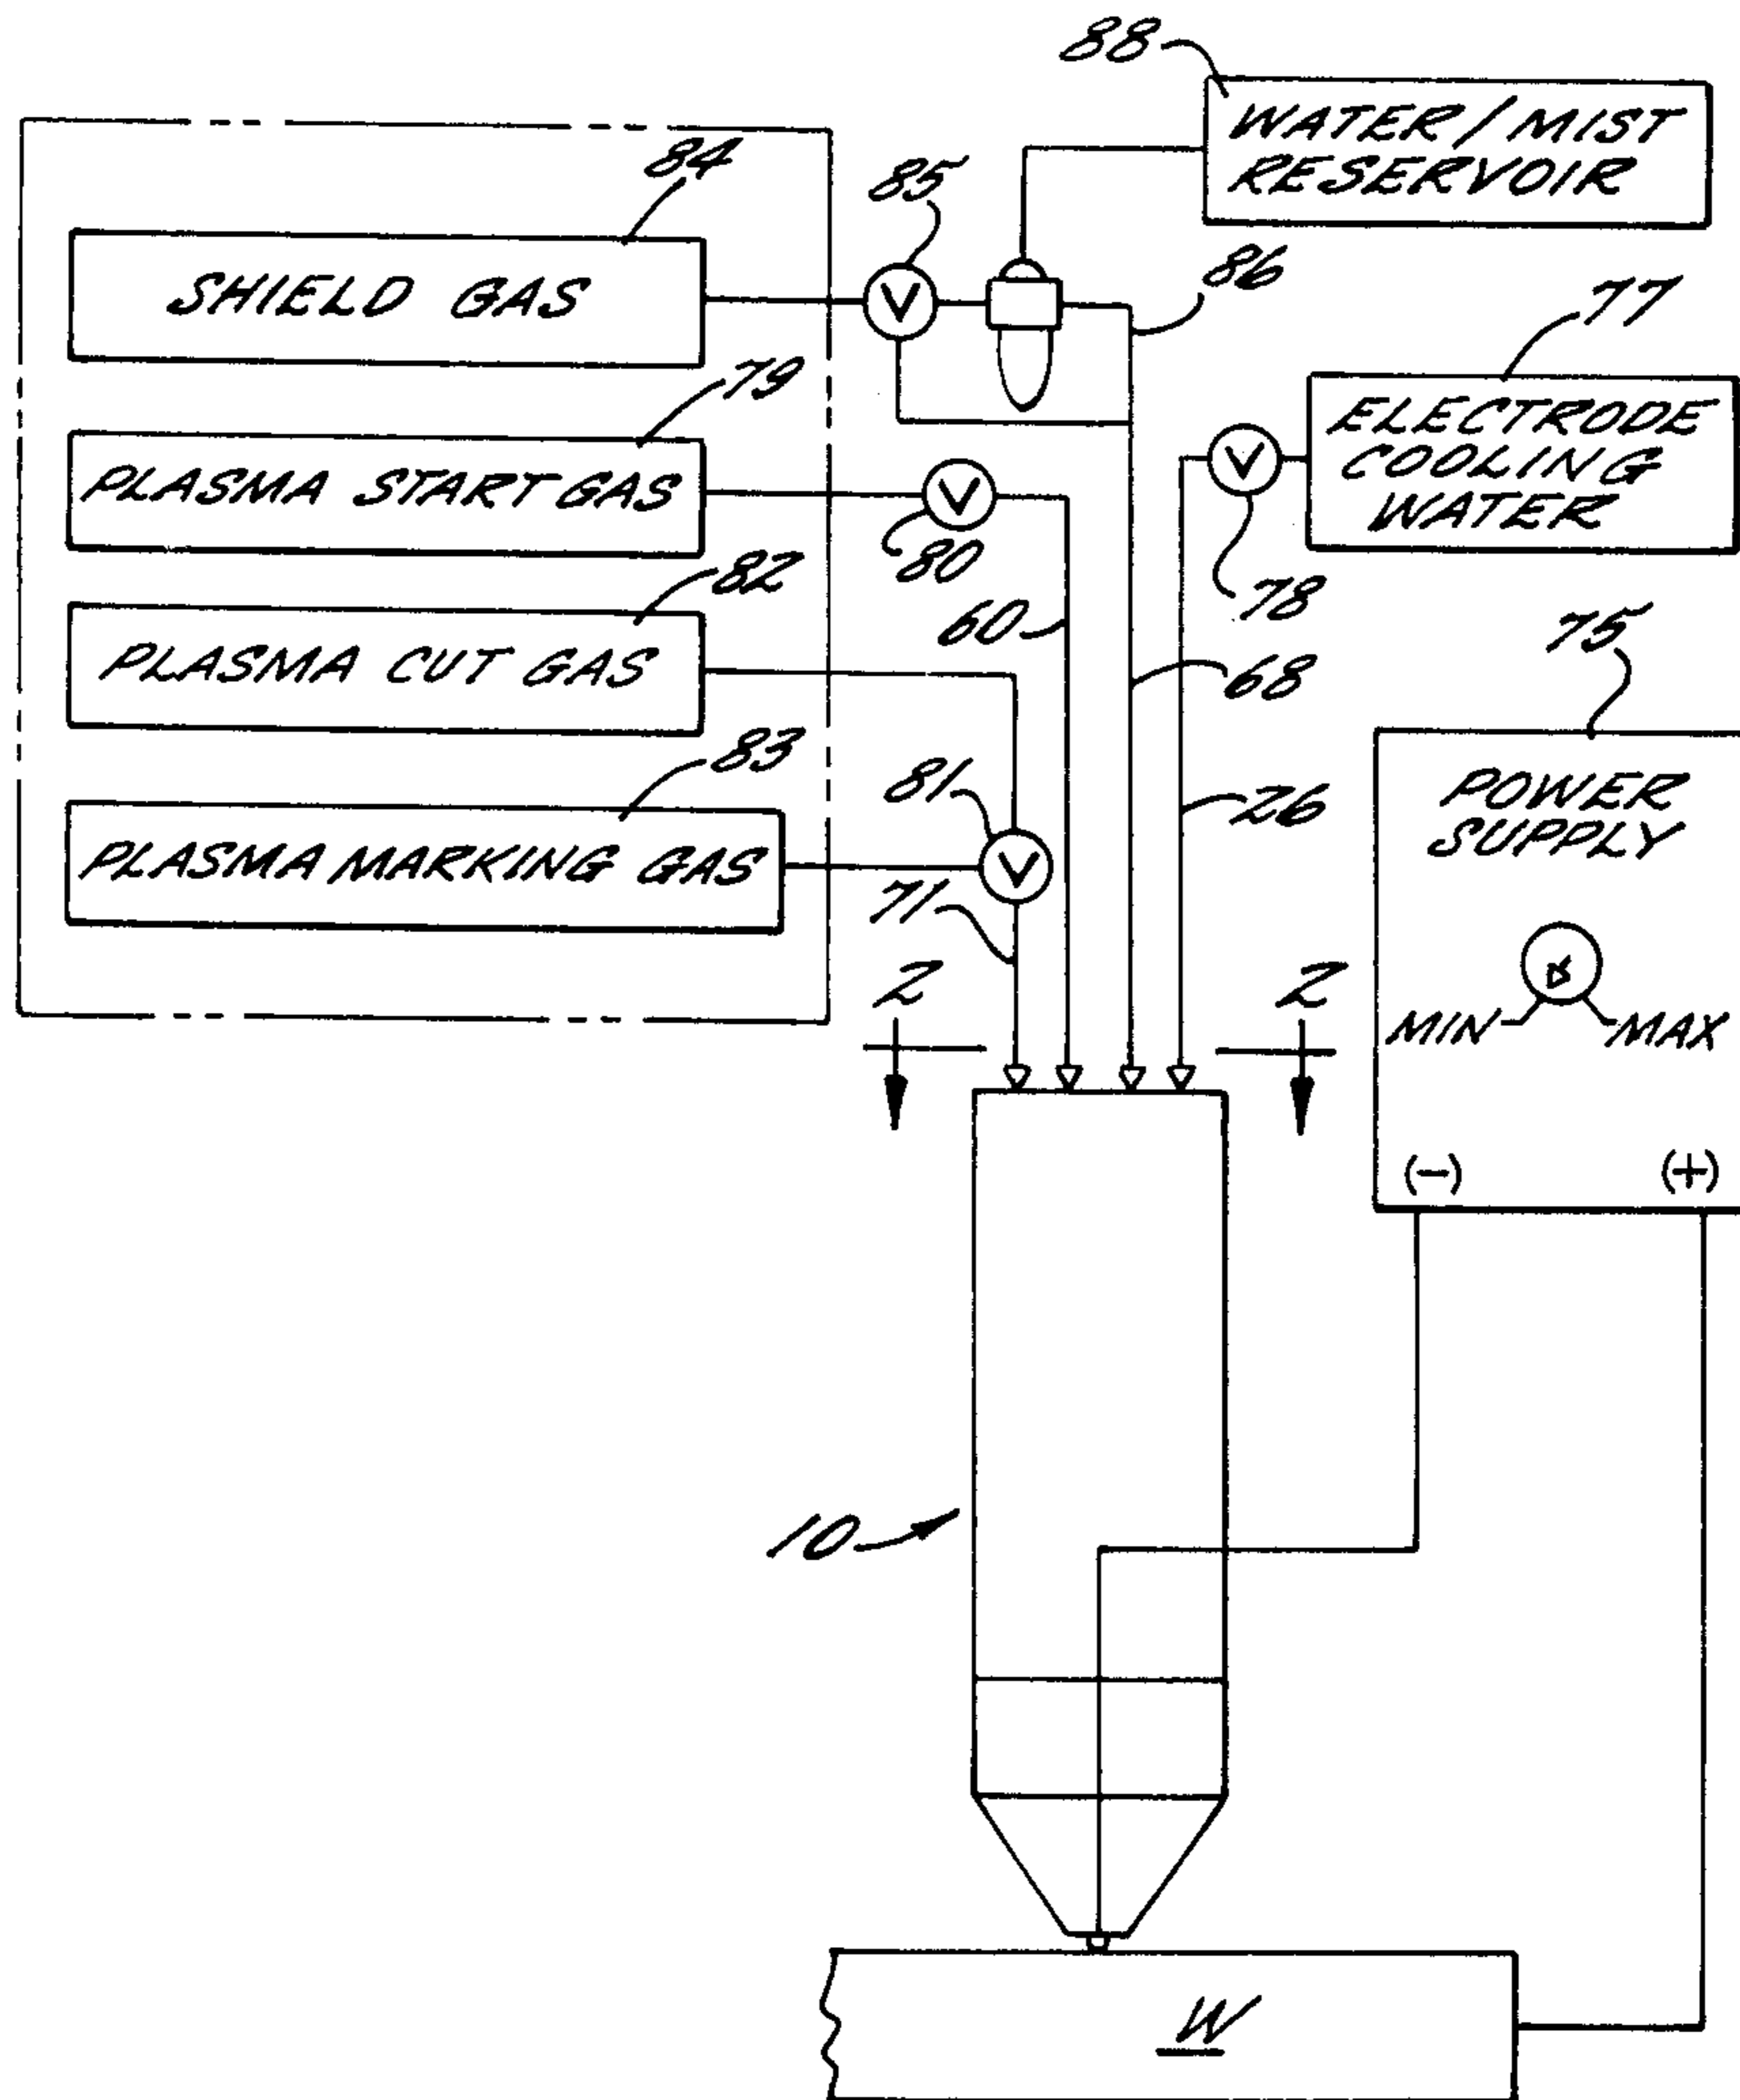 88
WATER/MIST
RESERVOIR
84
85
SHIELD GAS
V
86
77
79
ELECTRODE
COOLING
WATER
V
PLASMA START GAS
V
80
78
82
60
75
PLASMA CUT GAS
68
83
81
26
POWER
SUPPLY
PLASMA MARKING GAS
V
71
2
2
MIN
MAX
(-)
(+)
10
W